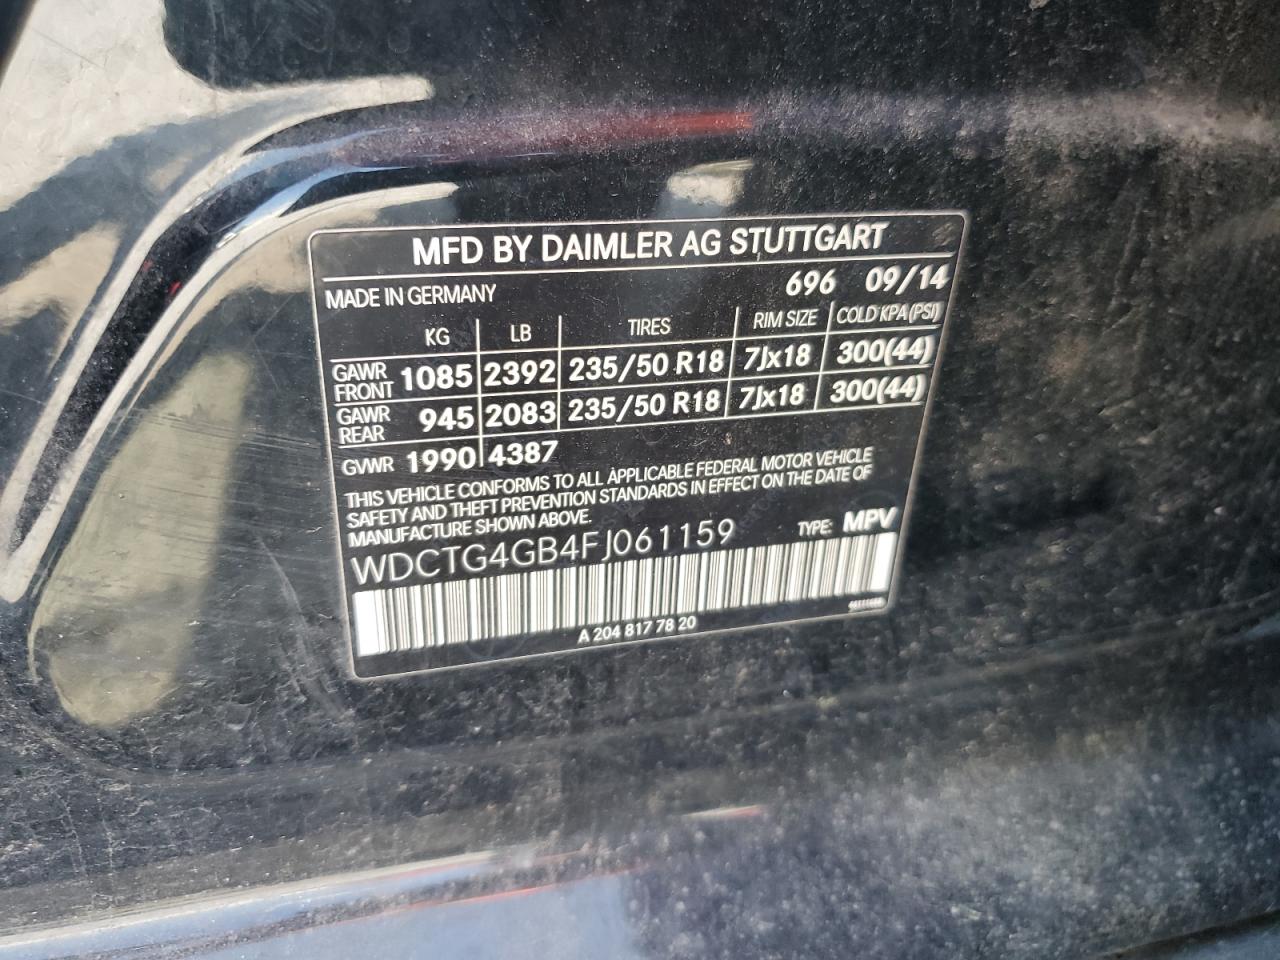 MFD BY DAIMLER AG STUTTGART
MADE IN GERMANY 696 09/14
KG LB TIRES RIM SIZE COLD KPA(PSI)
GAWR FRONT 1085 2392 235/50 R18 7Jx18 300(44)
GAWR REAR 945 2083 235/50 R18 7Jx18 300(44)
GVWR 1990 4387
THIS VEHICLE CONFORMS TO ALL APPLICABLE FEDERAL MOTOR VEHICLE
SAFETY AND THEFT PREVENTION STANDARDS IN EFFECT ON THE DATE OF
MANUFACTURE SHOWN ABOVE.
WDCTG4GB4FJ061159 TYPE: MPV
A 204 817 78 20